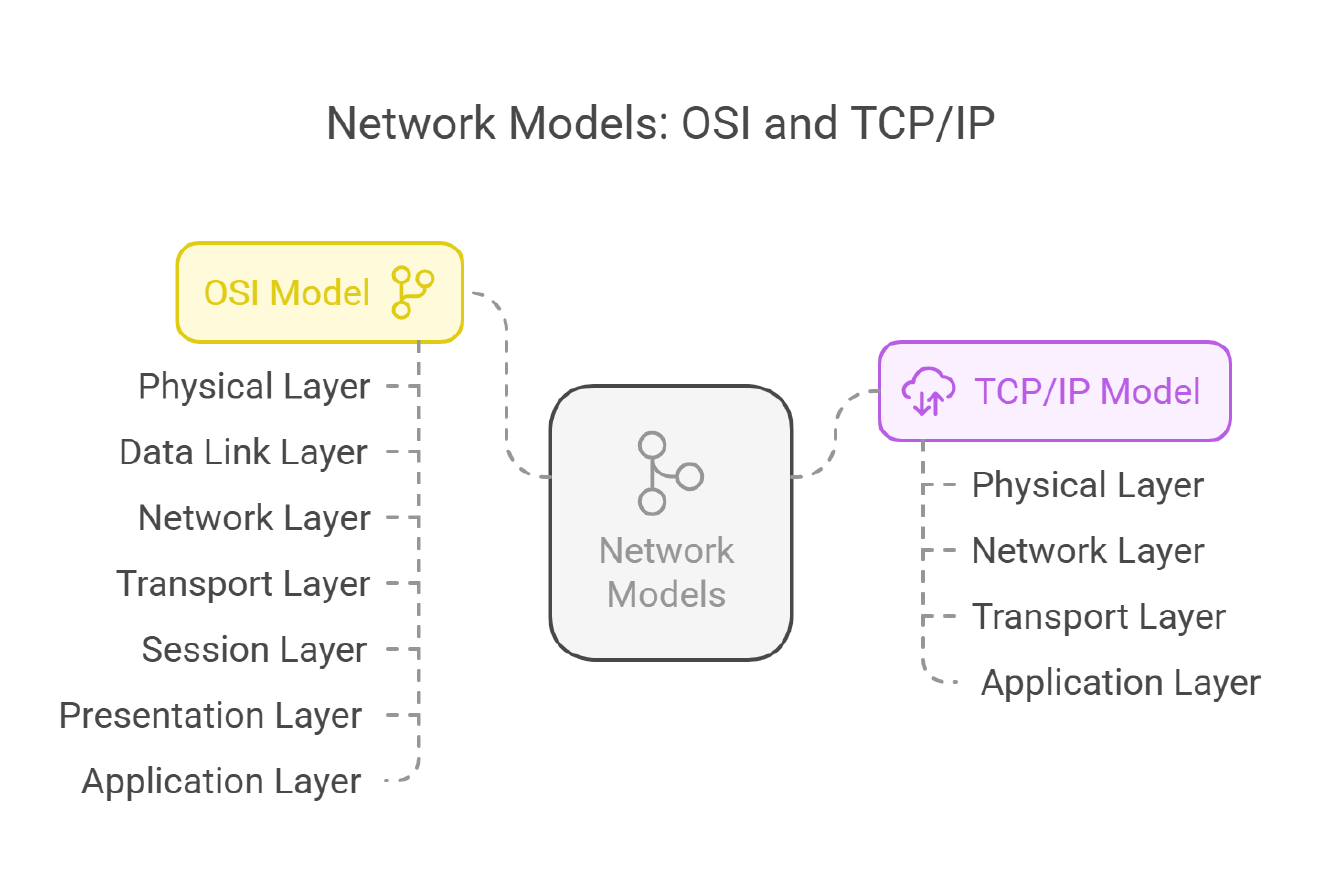 Network Models: OSI and TCP/IP
OSI Model
Physical Layer
Data Link Layer
Network Layer
Transport Layer
Session Layer
Presentation Layer
Application Layer
Network
Models
TCP/IP Model
Physical Layer
Network Layer
Transport Layer
Application Layer